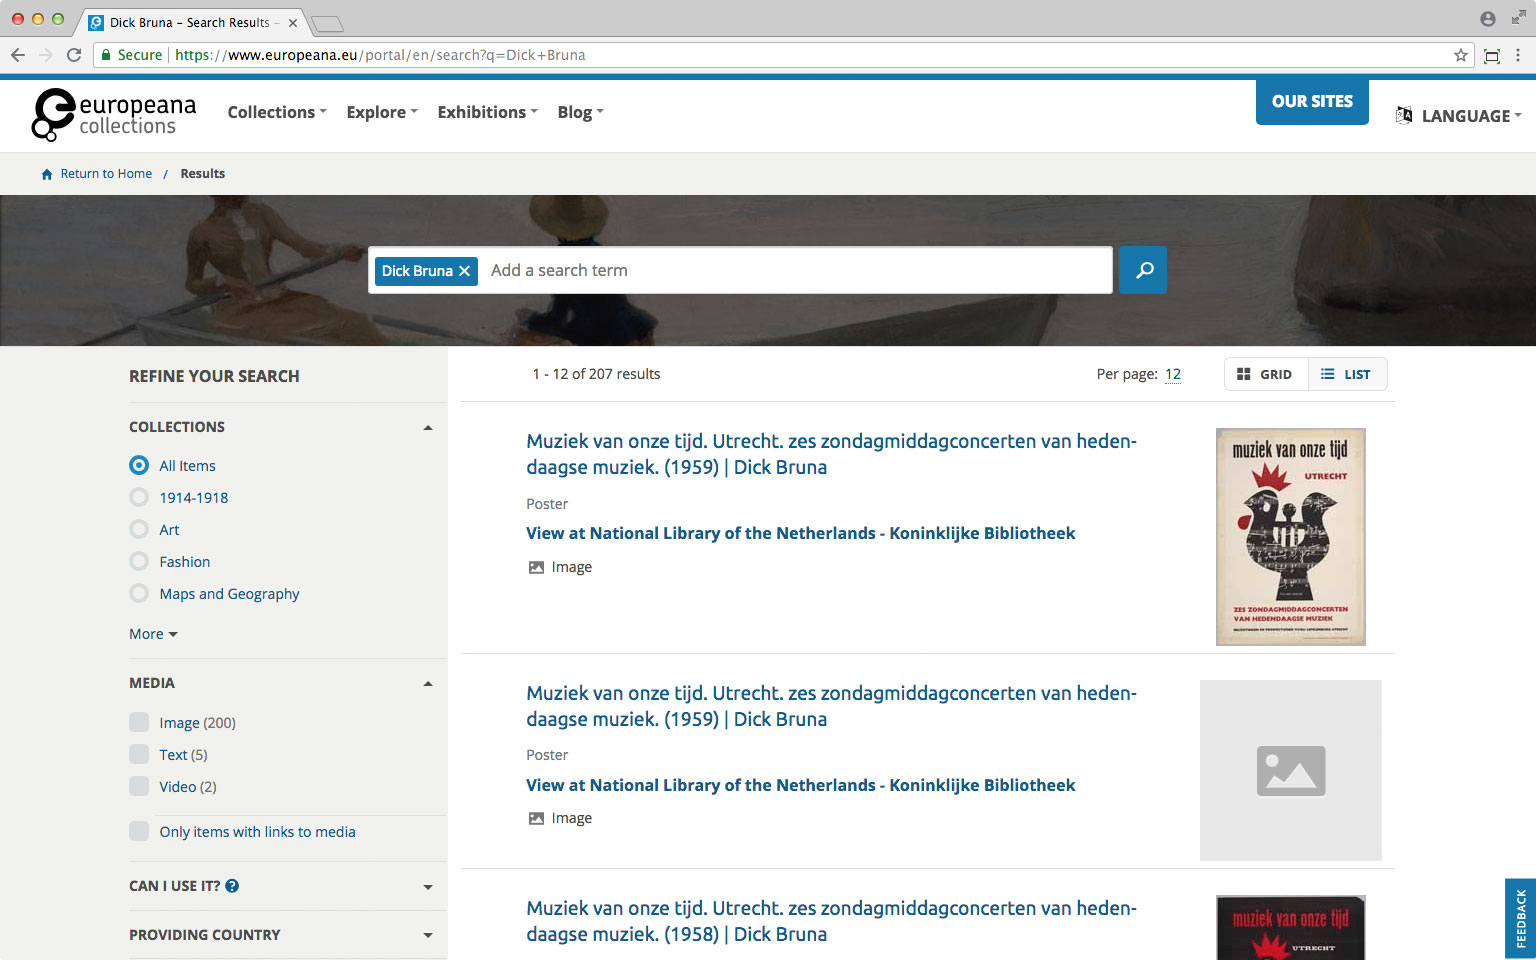 Dick Bruna – Search Results –
Secure
https://www.europeana.eu/portal/en/search?q=Dick+Bruna
europeana
collections
Collections
Explore
Exhibitions
Blog
OUR SITES
LANGUAGE
Return to Home / Results
Dick Bruna
Add a search term
REFINE YOUR SEARCH
COLLECTIONS
All Items
1914-1918
Art
Fashion
Maps and Geography
More
MEDIA
Image (200)
Text (5)
Video (2)
Only items with links to media
CAN I USE IT?
PROVIDING COUNTRY
1 - 12 of 207 results
Per page: 12
GRID
LIST
Muziek van onze tijd. Utrecht. zes zondagmiddagconcerten van heden-
daagse muziek. (1959) | Dick Bruna
Poster
View at National Library of the Netherlands - Koninklijke Bibliotheek
Image
muziek van onze tijd
UTRECHT
ZES ZONDAGMIDDAGCONCERTEN
VAN HEDENDAAGSE MUZIEK
Muziek van onze tijd. Utrecht. zes zondagmiddagconcerten van heden-
daagse muziek. (1959) | Dick Bruna
Poster
View at National Library of the Netherlands - Koninklijke Bibliotheek
Image
Muziek van onze tijd. Utrecht. zes zondagmiddagconcerten van heden-
daagse muziek. (1958) | Dick Bruna
muziek van onze tijd
UTRECHT
FEEDBACK